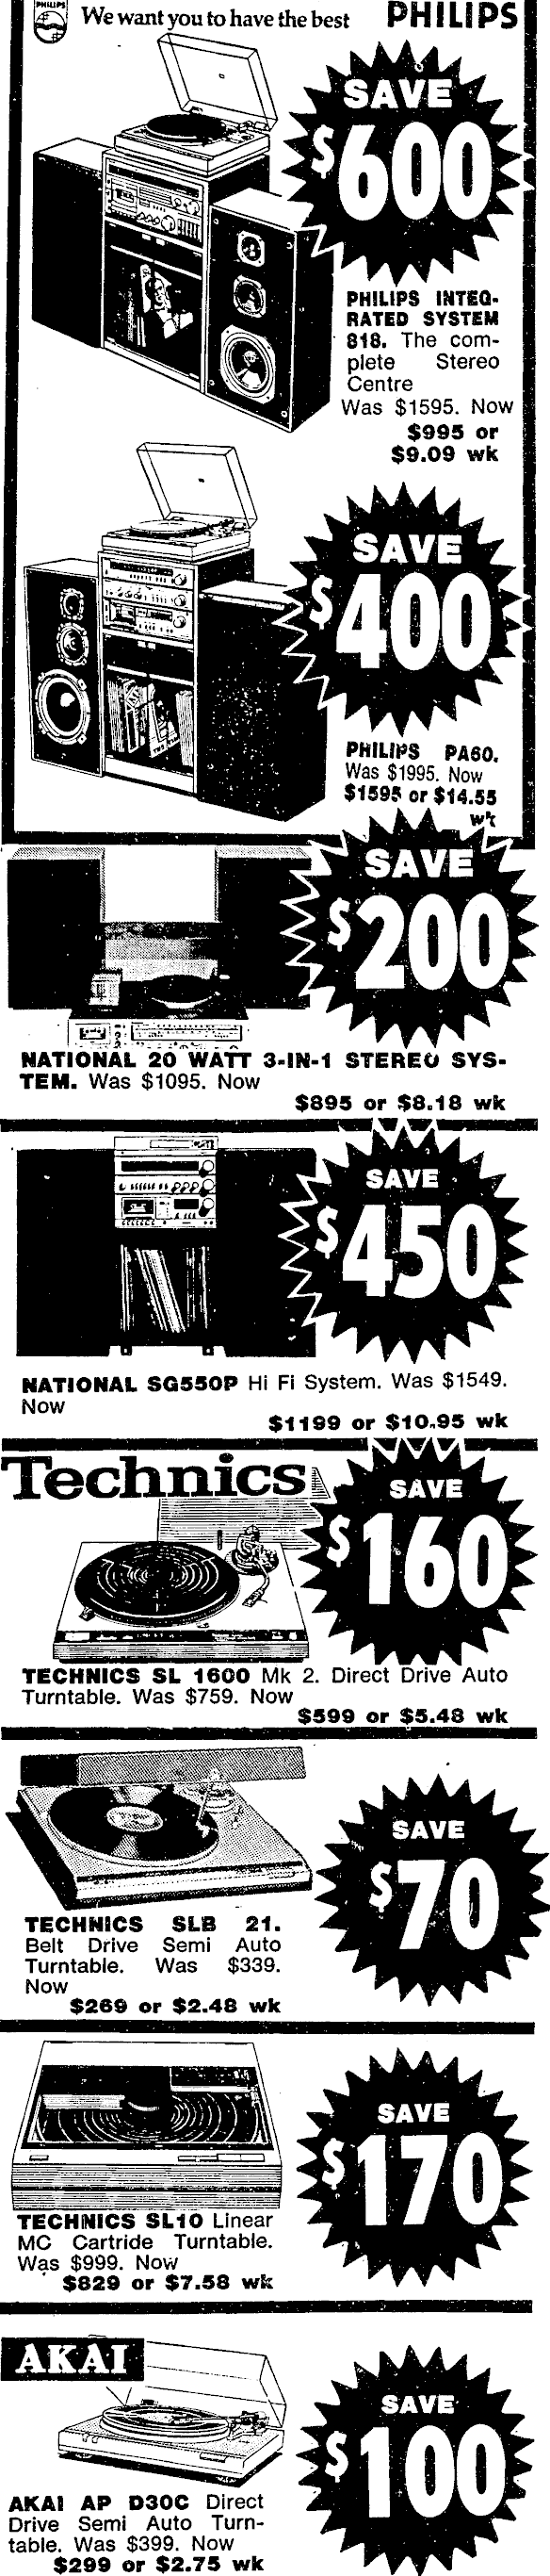 PHILIPS
We want you to have the best
PHILIPS
SAVE
$600
PHILIPS INTEG-
RATED SYSTEM
818. The com-
plete Stereo
Centre
Was $1595. Now
$995 or
$9.09 wk
SAVE
$400
PHILIPS PA60.
Was $1995. Now
$1595 or $14.55
wk
SAVE
$200
NATIONAL 20 WATT 3-IN-1 STEREO SYS-
TEM. Was $1095. Now
$895 or $8.18 wk
SAVE
$450
NATIONAL SG550P Hi Fi System. Was $1549.
Now
$1199 or $10.95 wk
Technics
SAVE
$160
TECHNICS SL 1600 Mk 2. Direct Drive Auto
Turntable. Was $759. Now
$599 or $5.48 wk
SAVE
$70
TECHNICS SLB 21.
Belt Drive Semi Auto
Turntable. Was $339.
Now
$269 or $2.48 wk
SAVE
$170
TECHNICS SL10 Linear
MC Cartride Turntable.
Was $999. Now
$829 or $7.58 wk
AKAI
SAVE
$100
AKAI AP D30C Direct
Drive Semi Auto Turn-
table. Was $399. Now
$299 or $2.75 wk